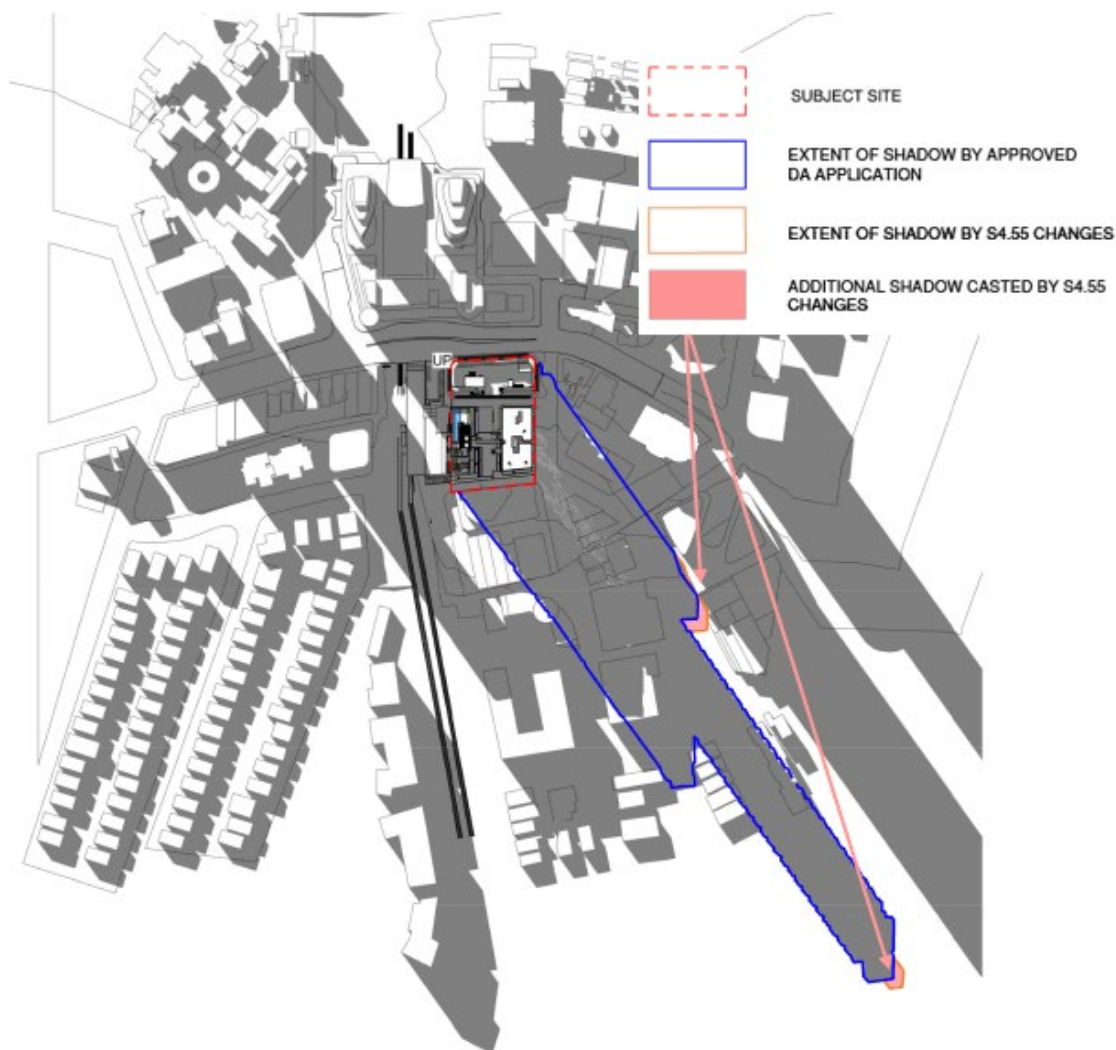 SUBJECT SITE
EXTENT OF SHADOW BY APPROVED
DA APPLICATION
EXTENT OF SHADOW BY S4.55 CHANGES
ADDITIONAL SHADOW CASTED BY S4.55
CHANGES
UP